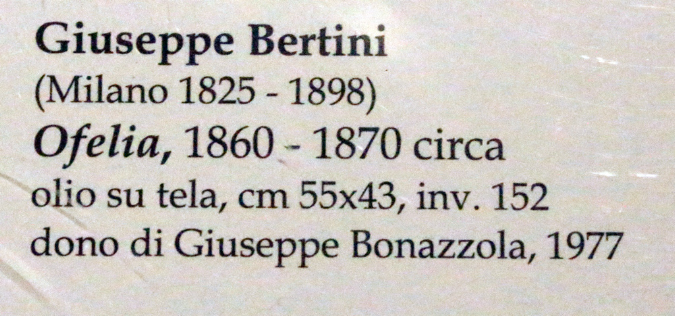 Giuseppe Bertini
(Milano 1825 - 1898)
Ofelia, 1860 - 1870 circa
olio su tela, cm 55x43, inv. 152
dono di Giuseppe Bonazzola, 1977